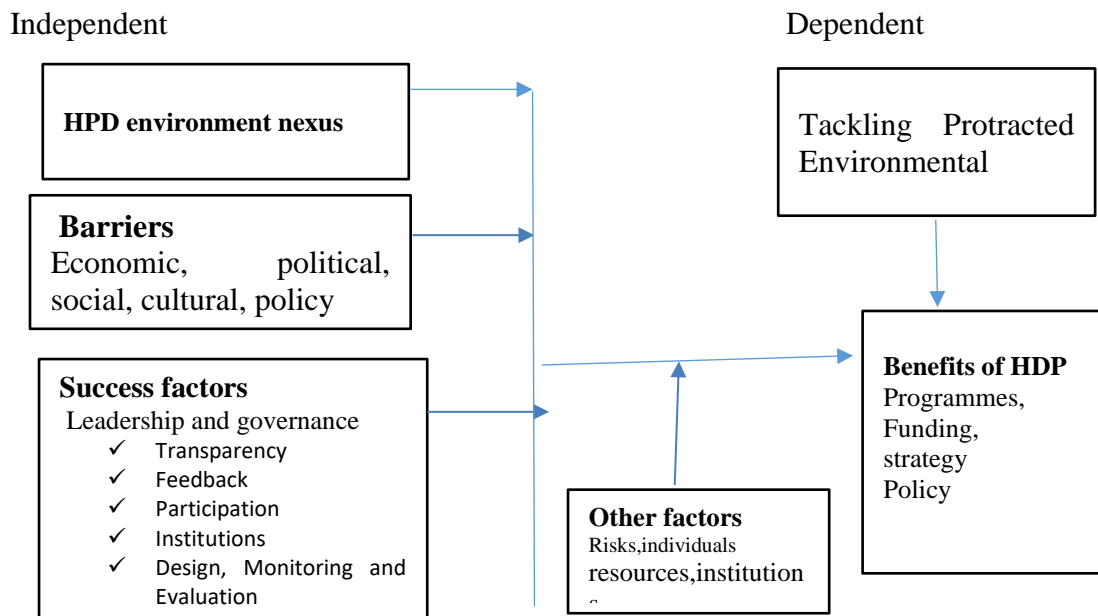 Independent
Dependent
HPD environment nexus
Barriers
Economic, political,
social, cultural, policy
Success factors
Leadership and governance
✓ Transparency
✓ Feedback
✓ Participation
✓ Institutions
✓ Design, Monitoring and
Evaluation
Other factors
Risks,individuals
resources,institution
Tackling Protracted
Environmental
Benefits of HDP
Programmes,
Funding,
strategy
Policy